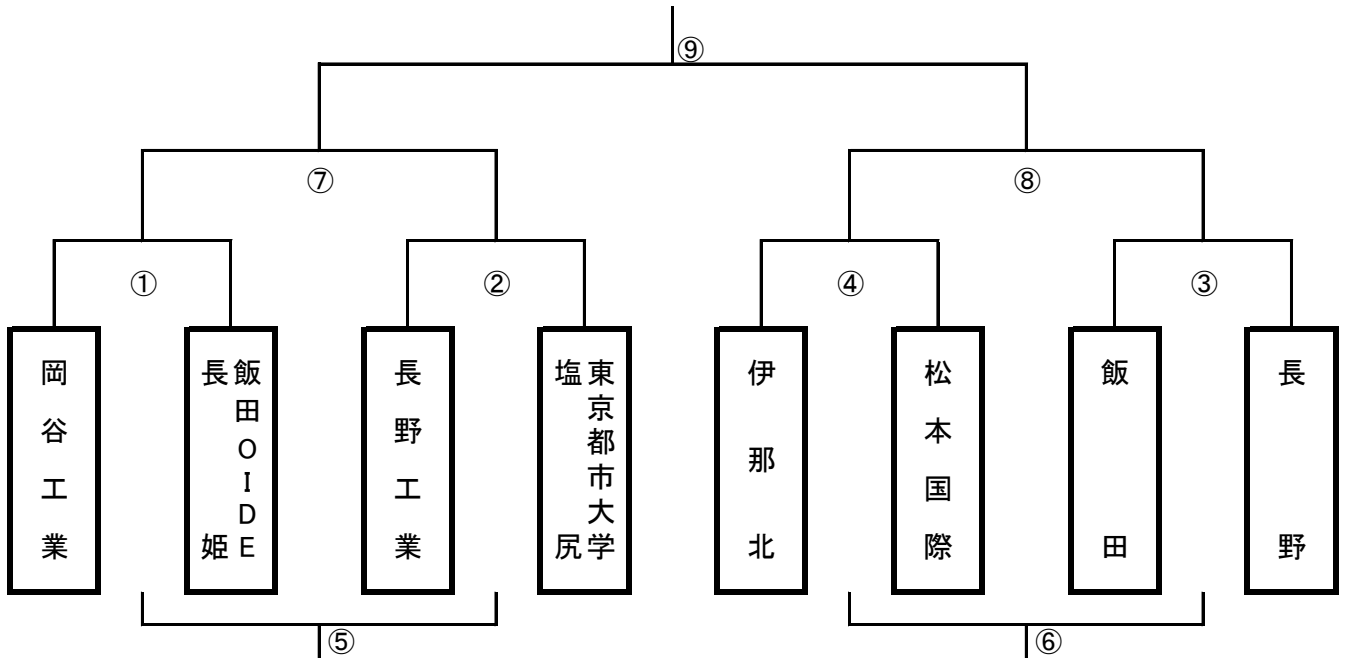 ⑨
⑦
⑧
①
②
④
③
岡谷工業
飯田OIDE
長姫
長野工業
東京都市大学
塩尻
伊那北
松本国際
飯田
長野
⑤
⑥